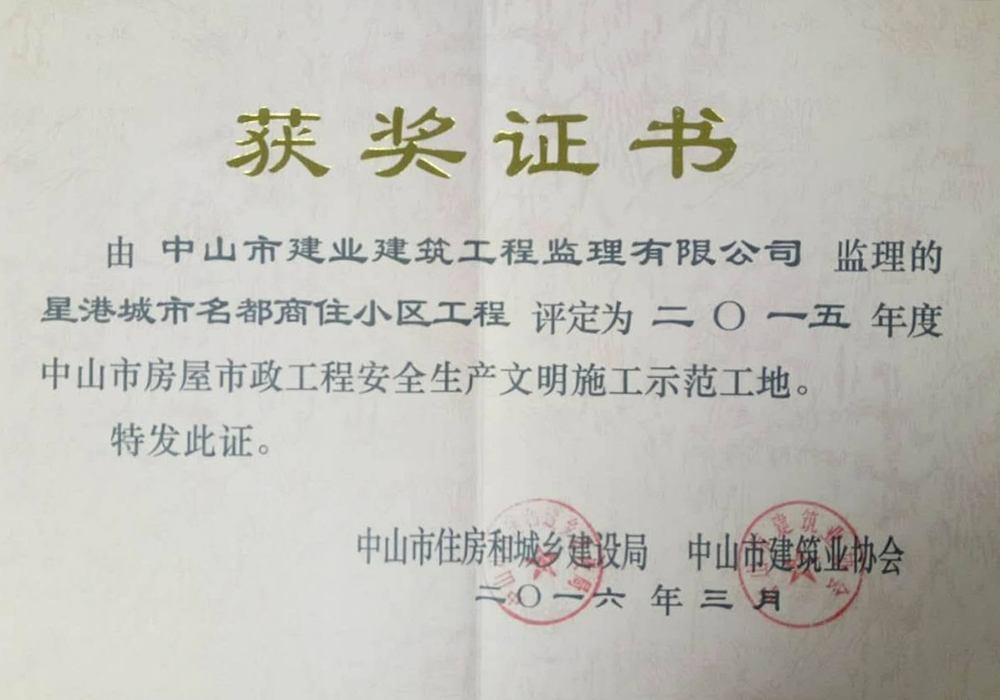 获奖证书
由 中山市建业建筑工程监理有限公司 监理的
星港城市名都商住小区工程 评定为 二〇一五 年度
中山市房屋市政工程安全生产文明施工示范工地。
特发此证。
中山市住房和城乡建设局 中山市建筑业协会
二〇一六年三月